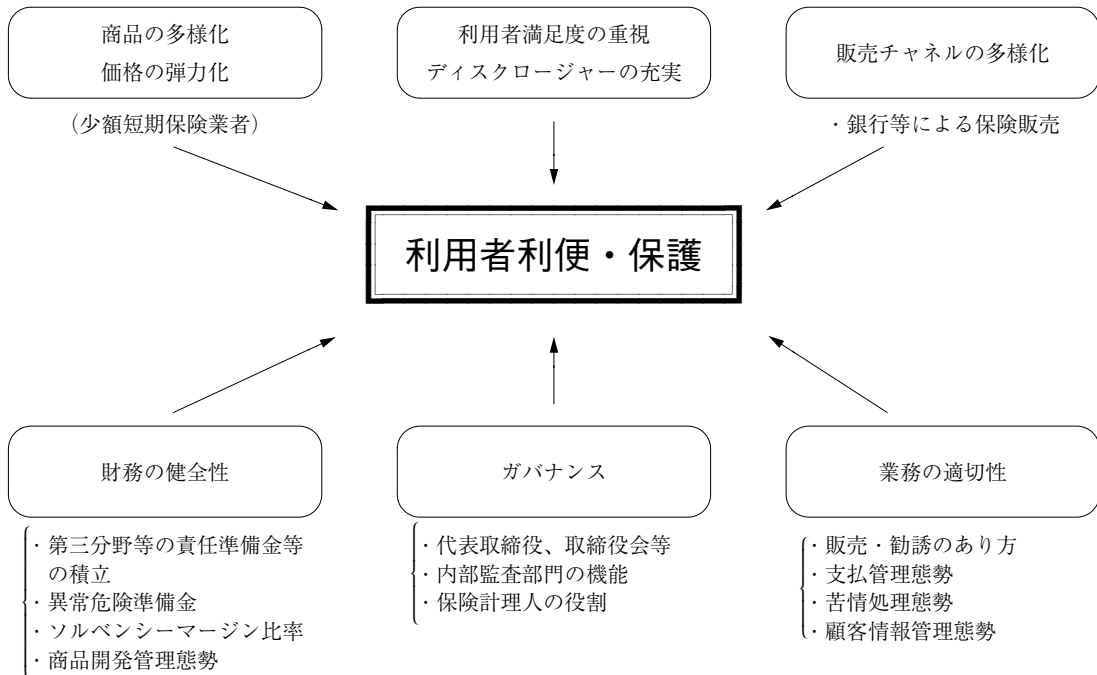 商品の多様化
価格の弾力化
(少額短期保険業者)
利用者満足度の重視
ディスクロージャーの充実
販売チャネルの多様化
・銀行等による保険販売
利用者利便・保護
財務の健全性
・第三分野等の責任準備金等
の積立
・異常危険準備金
・ソルベンシーマージン比率
・商品開発管理態勢
ガバナンス
・代表取締役、取締役会等
・内部監査部門の機能
・保険計理人の役割
業務の適切性
・販売・勧誘のあり方
・支払管理態勢
・苦情処理態勢
・顧客情報管理態勢